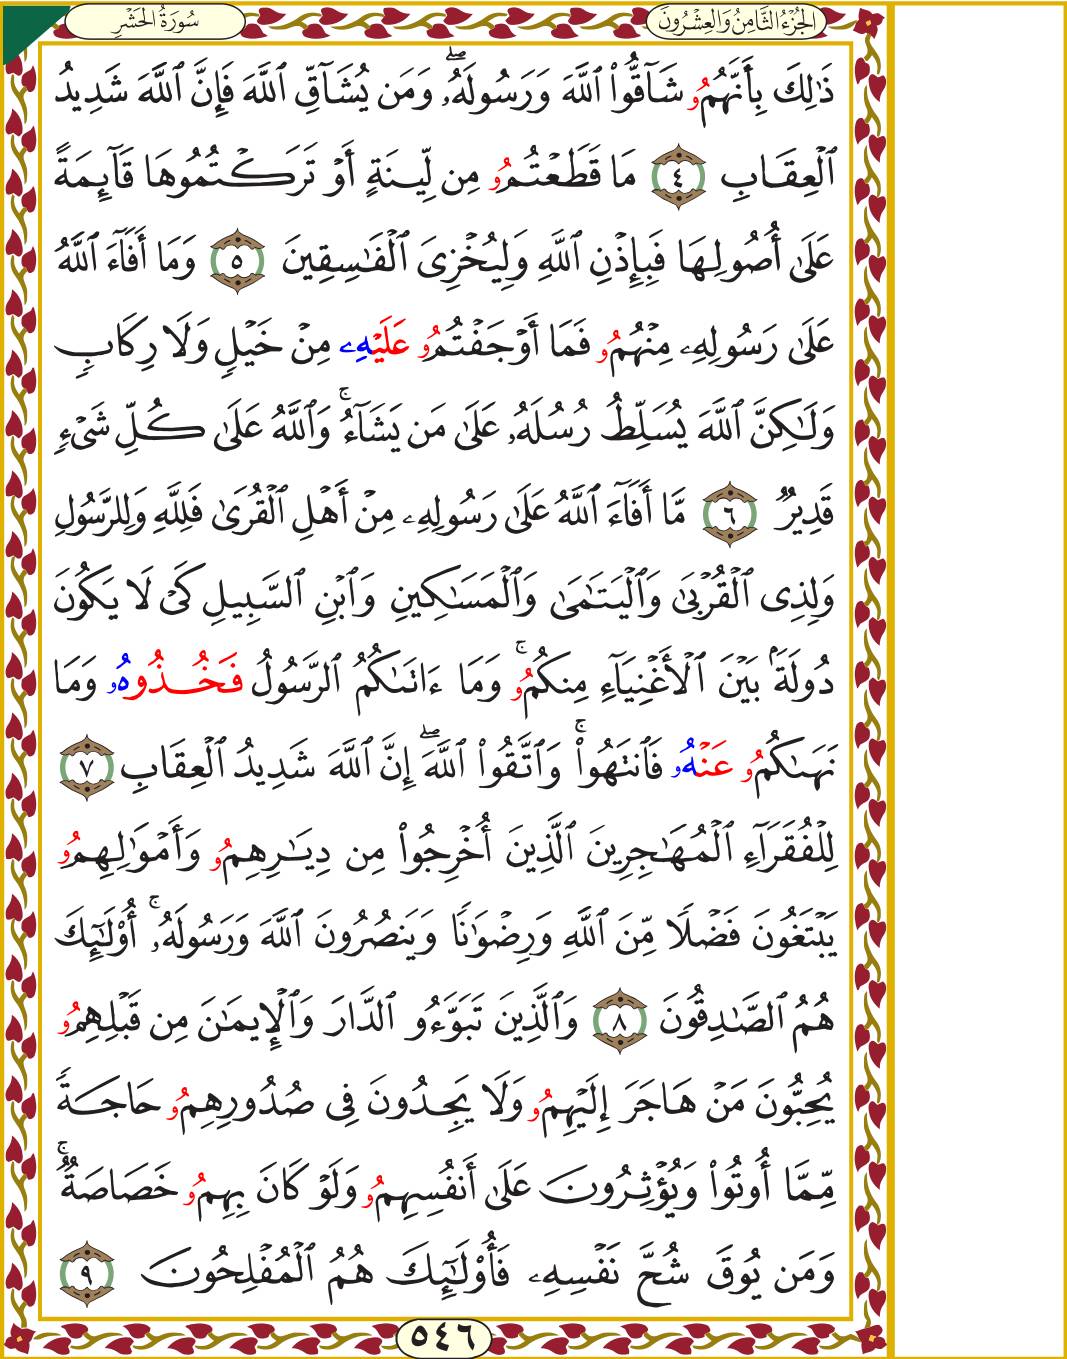 الجُزْءُ الثَّامِنُ وَالعِشْرُونَ
سُورَةُ الحَشْرِ
ذَٰلِكَ بِأَنَّهُمُۥ شَآقُّوا۟ ٱللَّهَ وَرَسُولَهُۥ ۖ وَمَن يُشَآقِّ ٱللَّهَ فَإِنَّ ٱللَّهَ شَدِيدُ
ٱلْعِقَابِ ٤ مَا قَطَعْتُمُۥ مِن لِّينَةٍ أَوْ تَرَكْتُمُوهَا قَآئِمَةً
عَلَىٰٓ أُصُولِهَا فَبِإِذْنِ ٱللَّهِ وَلِيُخْزِىَ ٱلْفَٰسِقِينَ ٥ وَمَآ أَفَآءَ ٱللَّهُ
عَلَىٰ رَسُولِهِۦ مِنْهُمُۥ فَمَآ أَوْجَفْتُمُۥ عَلَيْهِۦ مِنْ خَيْلٍ وَلَا رِكَابٍ
وَلَٰكِنَّ ٱللَّهَ يُسَلِّطُ رُسُلَهُۥ عَلَىٰ مَن يَشَآءُ ۚ وَٱللَّهُ عَلَىٰ كُلِّ شَىْءٍ
قَدِيرٌ ٦ مَّآ أَفَآءَ ٱللَّهُ عَلَىٰ رَسُولِهِۦ مِنْ أَهْلِ ٱلْقُرَىٰ فَلِلَّهِ وَلِلرَّسُولِ
وَلِذِى ٱلْقُرْبَىٰ وَٱلْيَتَٰمَىٰ وَٱلْمَسَٰكِينِ وَٱبْنِ ٱلسَّبِيلِ كَىْ لَا يَكُونَ
دُولَةًۢ بَيْنَ ٱلْأَغْنِيَآءِ مِنكُمُۥ ۚ وَمَآ ءَاتَىٰكُمُ ٱلرَّسُولُ فَخُذُوهُۥ وَمَا
نَهَىٰكُمُۥ عَنْهُۥ فَٱنتَهُوا۟ ۚ وَٱتَّقُوا۟ ٱللَّهَ ۖ إِنَّ ٱللَّهَ شَدِيدُ ٱلْعِقَابِ ٧
لِلْفُقَرَآءِ ٱلْمُهَٰجِرِينَ ٱلَّذِينَ أُخْرِجُوا۟ مِن دِيَٰرِهِمُۥ وَأَمْوَٰلِهِمُۥ
يَبْتَغُونَ فَضْلًا مِّنَ ٱللَّهِ وَرِضْوَٰنًا وَيَنصُرُونَ ٱللَّهَ وَرَسُولَهُۥٓ ۚ أُو۟لَٰٓئِكَ
هُمُ ٱلصَّٰدِقُونَ ٨ وَٱلَّذِينَ تَبَوَّءُو ٱلدَّارَ وَٱلْإِيمَٰنَ مِن قَبْلِهِمُۥ
يُحِبُّونَ مَنْ هَاجَرَ إِلَيْهِمُۥ وَلَا يَجِدُونَ فِى صُدُورِهِمُۥ حَاجَةً
مِّمَّآ أُوتُوا۟ وَيُؤْثِرُونَ عَلَىٰٓ أَنفُسِهِمُۥ وَلَوْ كَانَ بِهِمُۥ خَصَاصَةٌ ۚ
وَمَن يُوقَ شُحَّ نَفْسِهِۦ فَأُو۟لَٰٓئِكَ هُمُ ٱلْمُفْلِحُونَ ٩
٥٤٦